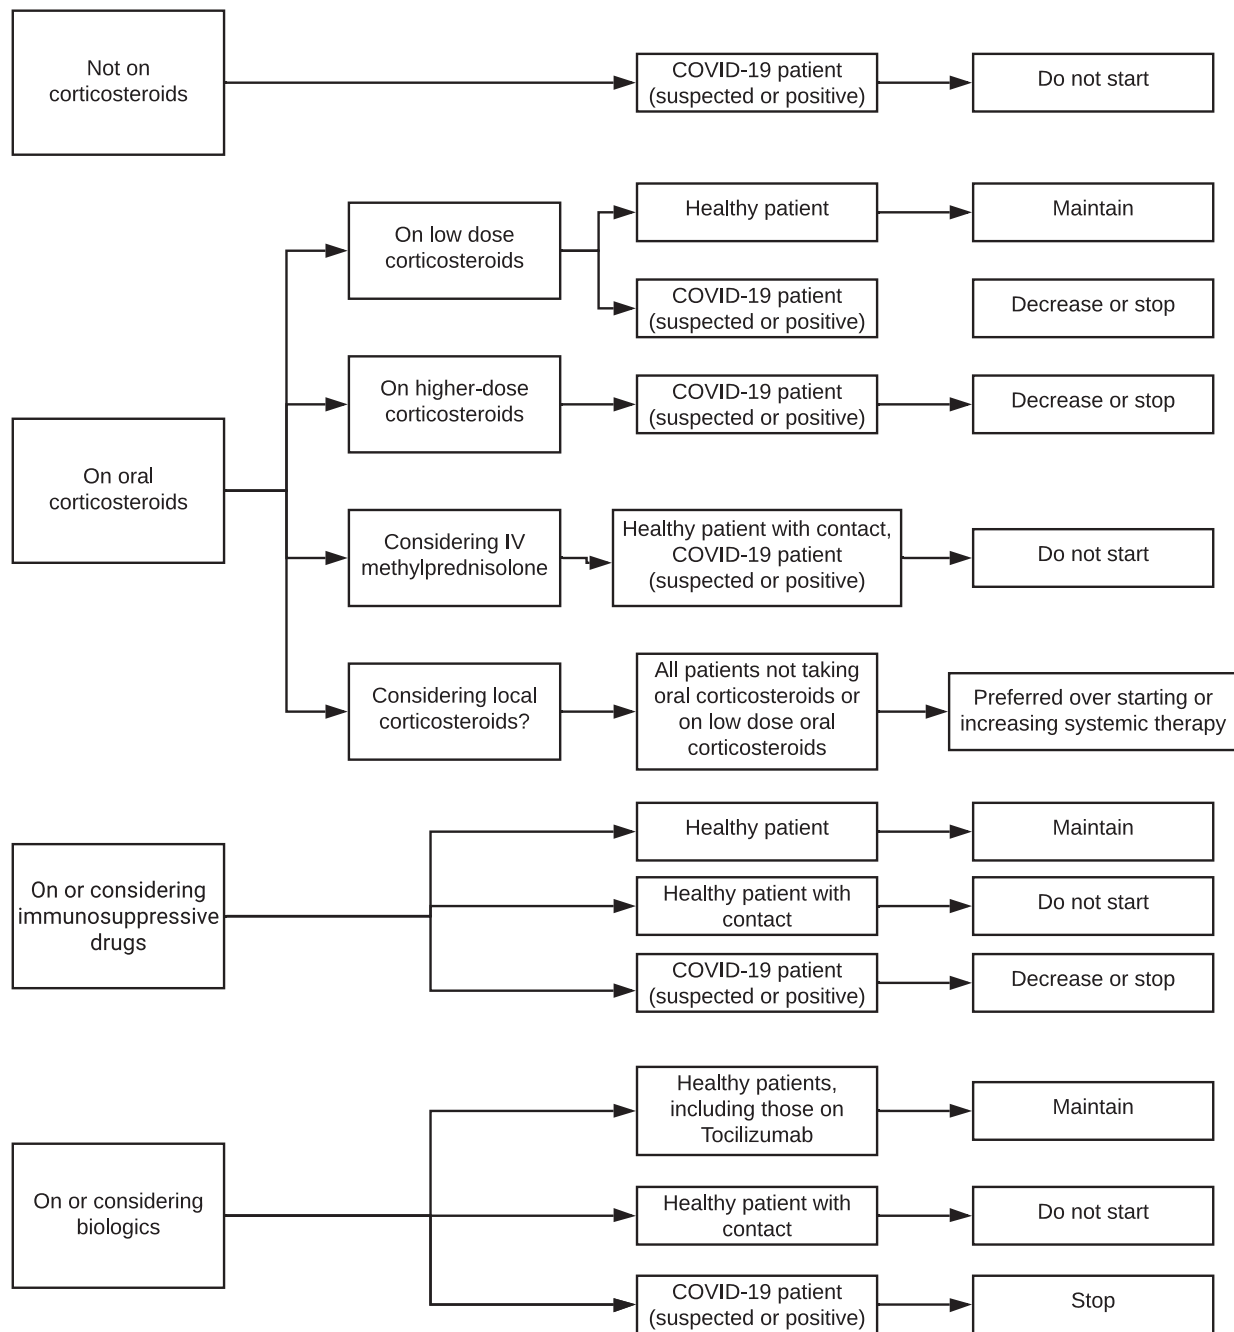 Not on
corticosteroids
COVID-19 patient
(suspected or positive)
Do not start
On oral
corticosteroids
On low dose
corticosteroids
Healthy patient
Maintain
COVID-19 patient
(suspected or positive)
Decrease or stop
On higher-dose
corticosteroids
COVID-19 patient
(suspected or positive)
Decrease or stop
Considering IV
methylprednisolone
Healthy patient with contact,
COVID-19 patient
(suspected or positive)
Do not start
Considering local
corticosteroids?
All patients not taking
oral corticosteroids or
on low dose oral
corticosteroids
Preferred over starting or
increasing systemic therapy
On or considering
immunosuppressive
drugs
Healthy patient
Maintain
Healthy patient with
contact
Do not start
COVID-19 patient
(suspected or positive)
Decrease or stop
On or considering
biologics
Healthy patients,
including those on
Tocilizumab
Maintain
Healthy patient with
contact
Do not start
COVID-19 patient
(suspected or positive)
Stop